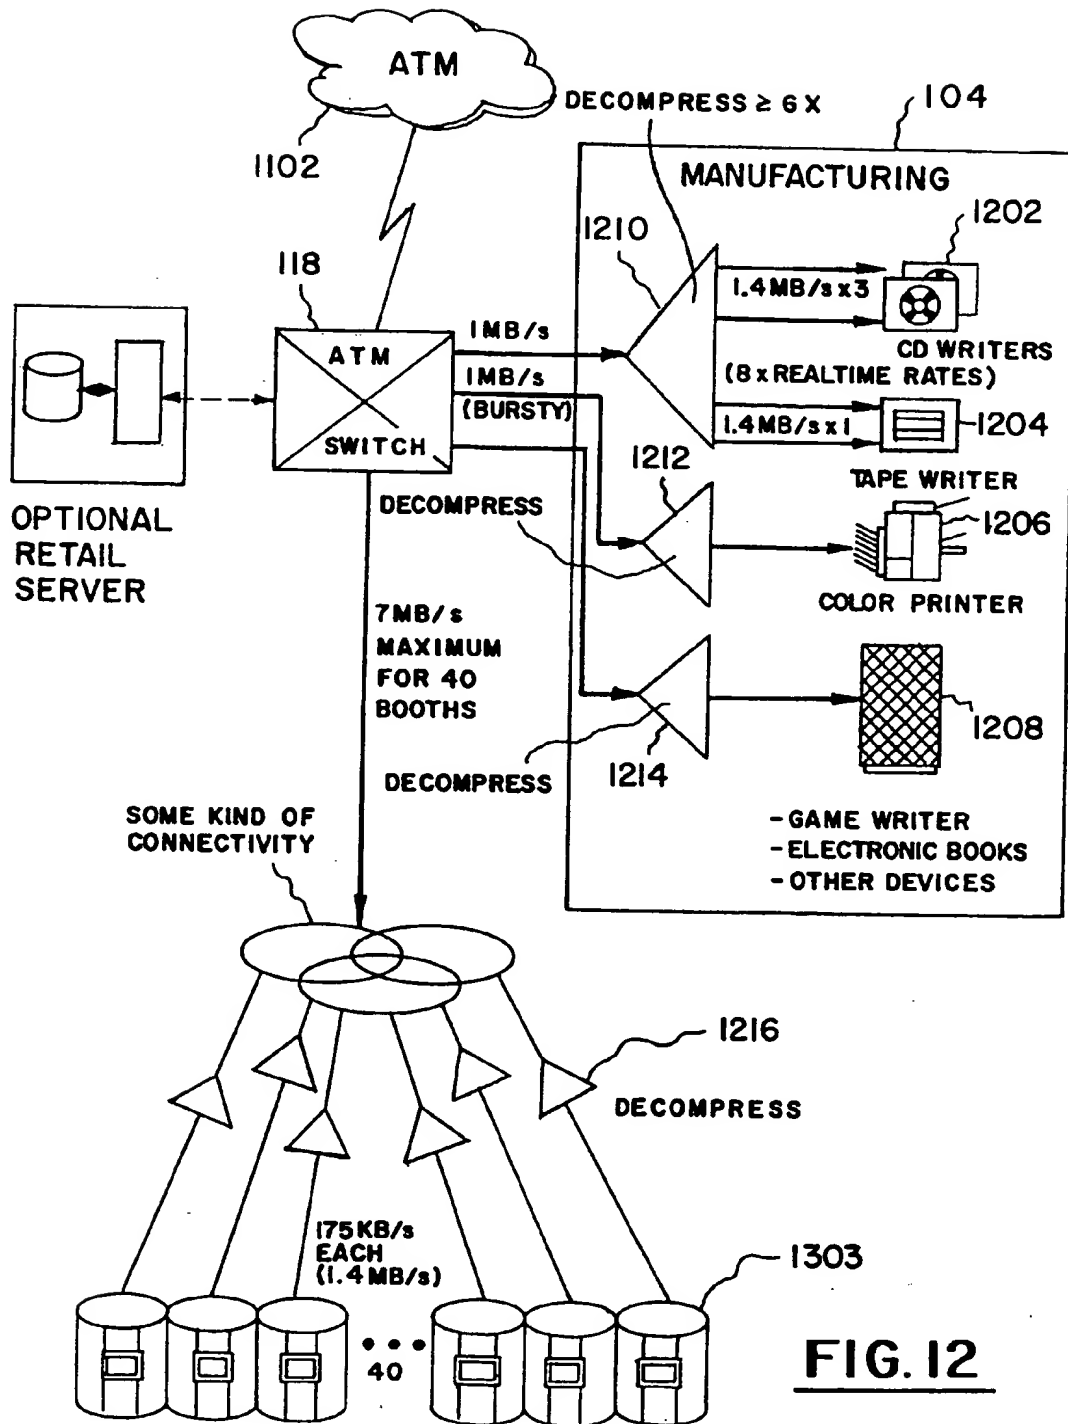 ATM
1102
DECOMPRESS ≥ 6X
104
MANUFACTURING
1210
1202
1.4MB/s x 3
CD WRITERS
(8 x REALTIME RATES)
1.4MB/s x 1
1204
TAPE WRITER
118
ATM
SWITCH
1MB/s
1MB/s
(BURSTY)
OPTIONAL
RETAIL
SERVER
1212
DECOMPRESS
1206
COLOR PRINTER
7MB/s
MAXIMUM
FOR 40
BOOTHS
DECOMPRESS
1214
1208
- GAME WRITER
- ELECTRONIC BOOKS
- OTHER DEVICES
SOME KIND OF
CONNECTIVITY
1216
DECOMPRESS
175KB/s
EACH
(1.4MB/s)
1303
40
FIG. 12